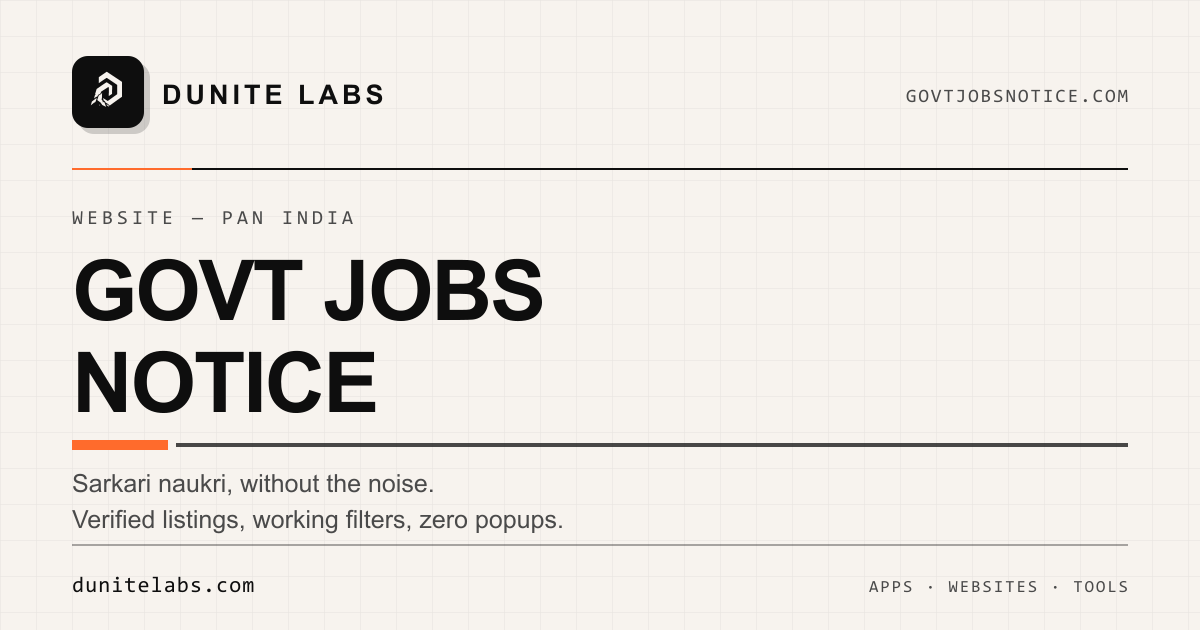 DUNITE LABS
GOVTJOBSNOTICE.COM
WEBSITE — PAN INDIA
GOVT JOBS
NOTICE
Sarkari naukri, without the noise.
Verified listings, working filters, zero popups.
dunitelabs.com
APPS · WEBSITES · TOOLS